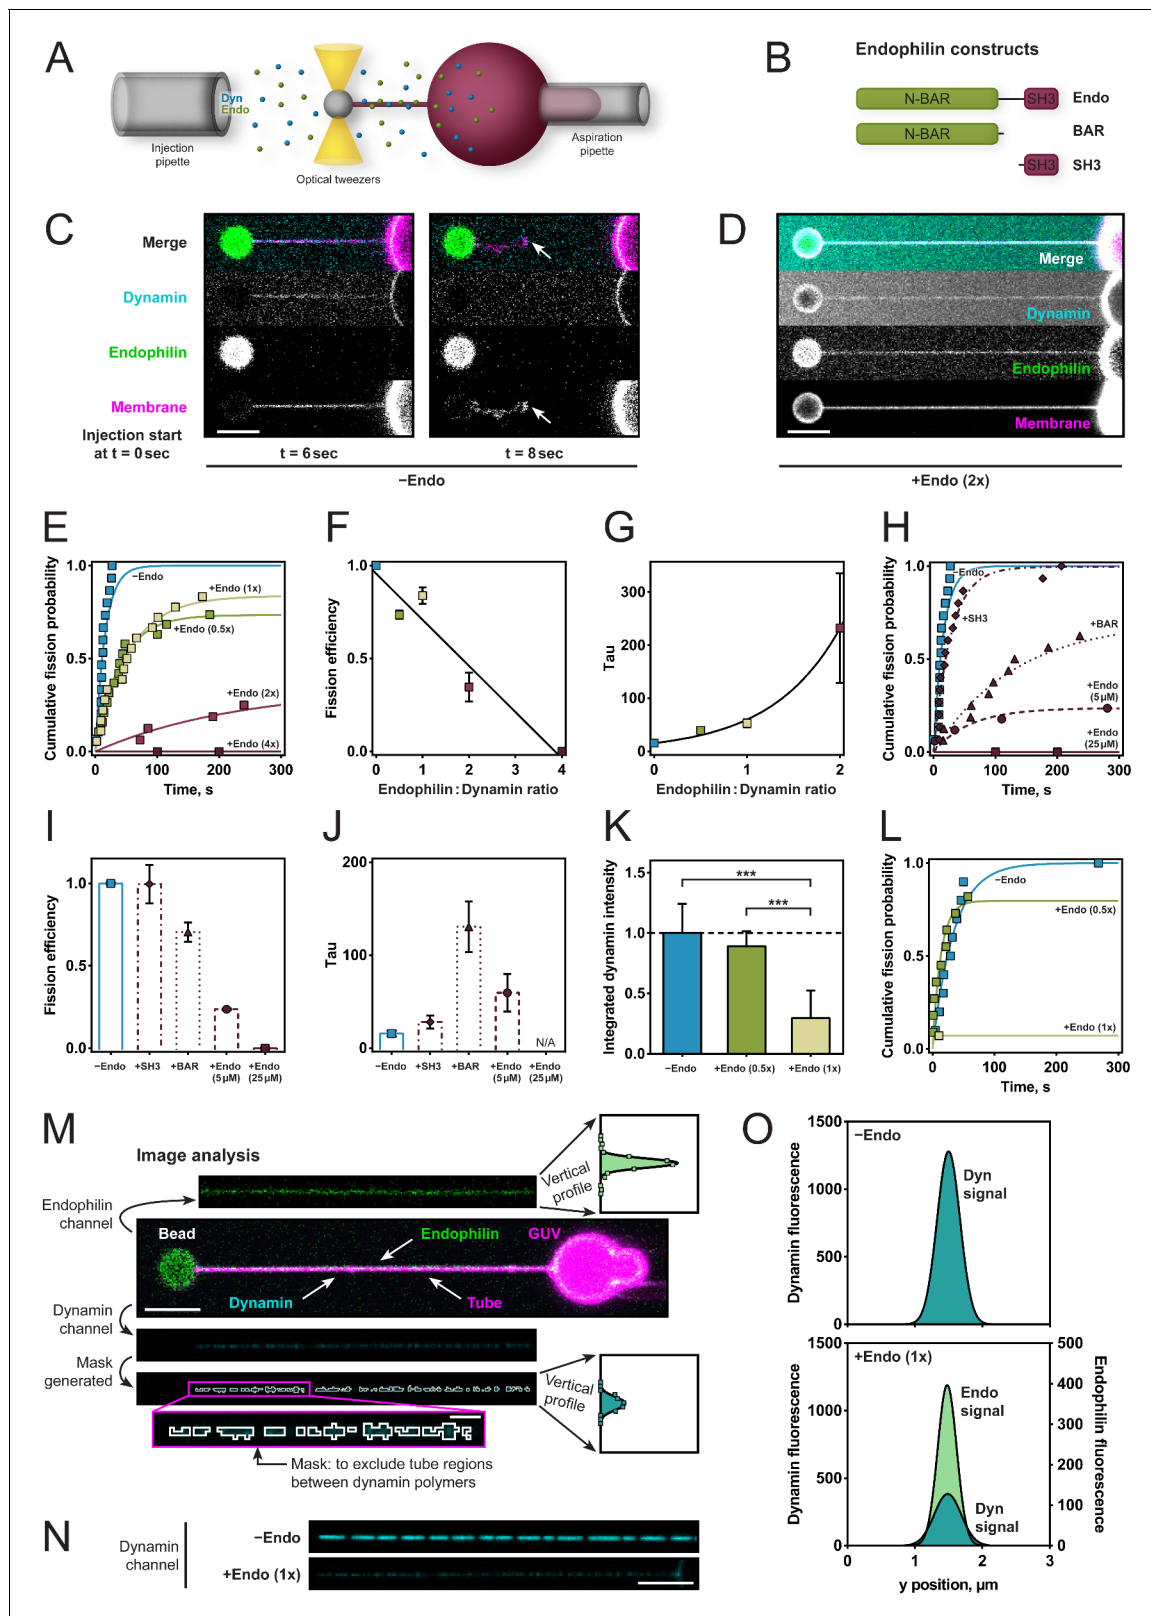 A
Dyn
Endo
Injection
pipette
Optical tweezers
Aspiration
pipette
B
Endophilin constructs
N-BAR
SH3
Endo
N-BAR
BAR
SH3
SH3
C
Merge
Dynamin
Endophilin
Membrane
Injection start
at t = 0 sec
t = 6 sec
t = 8 sec
−Endo
D
Merge
Dynamin
Endophilin
Membrane
+Endo (2x)
E
Cumulative fission probability
1.0
0.5
0.0
−Endo
+Endo (1x)
+Endo (0.5x)
+Endo (2x)
+Endo (4x)
0 100 200 300
Time, s
F
Fission efficiency
1.0
0.5
0.0
0 1 2 3 4
Endophilin : Dynamin ratio
G
Tau
300
200
100
0
0 1 2
Endophilin : Dynamin ratio
H
Cumulative fission probability
1.0
0.5
0.0
−Endo
+SH3
+BAR
+Endo
(5 µM)
+Endo
(25 µM)
0 100 200 300
Time, s
I
Fission efficiency
1.0
0.5
0.0
−Endo +SH3 +BAR +Endo +Endo
(5 µM) (25 µM)
J
Tau
200
100
0
N/A
−Endo +SH3 +BAR +Endo +Endo
(5 µM) (25 µM)
K
Integrated dynamin intensity
1.5
1.0
0.5
0.0
***
***
−Endo +Endo (0.5x) +Endo (1x)
L
Cumulative fission probability
1.0
0.5
0.0
−Endo
+Endo (0.5x)
+Endo (1x)
0 100 200 300
Time, s
M
Image analysis
Endophilin
channel
Vertical
profile
Bead
Endophilin
GUV
Dynamin
Tube
Dynamin
channel
Mask
generated
Vertical
profile
Mask: to exclude tube regions
between dynamin polymers
N
Dynamin
channel
−Endo
+Endo (1x)
O
Dynamin fluorescence
1500
1000
500
0
−Endo
Dyn
signal
Dynamin fluorescence
1500
1000
500
0
+Endo (1x)
Endo
signal
Dyn
signal
500
400
300
200
100
0
Endophilin fluorescence
0 1 2 3
y position, µm